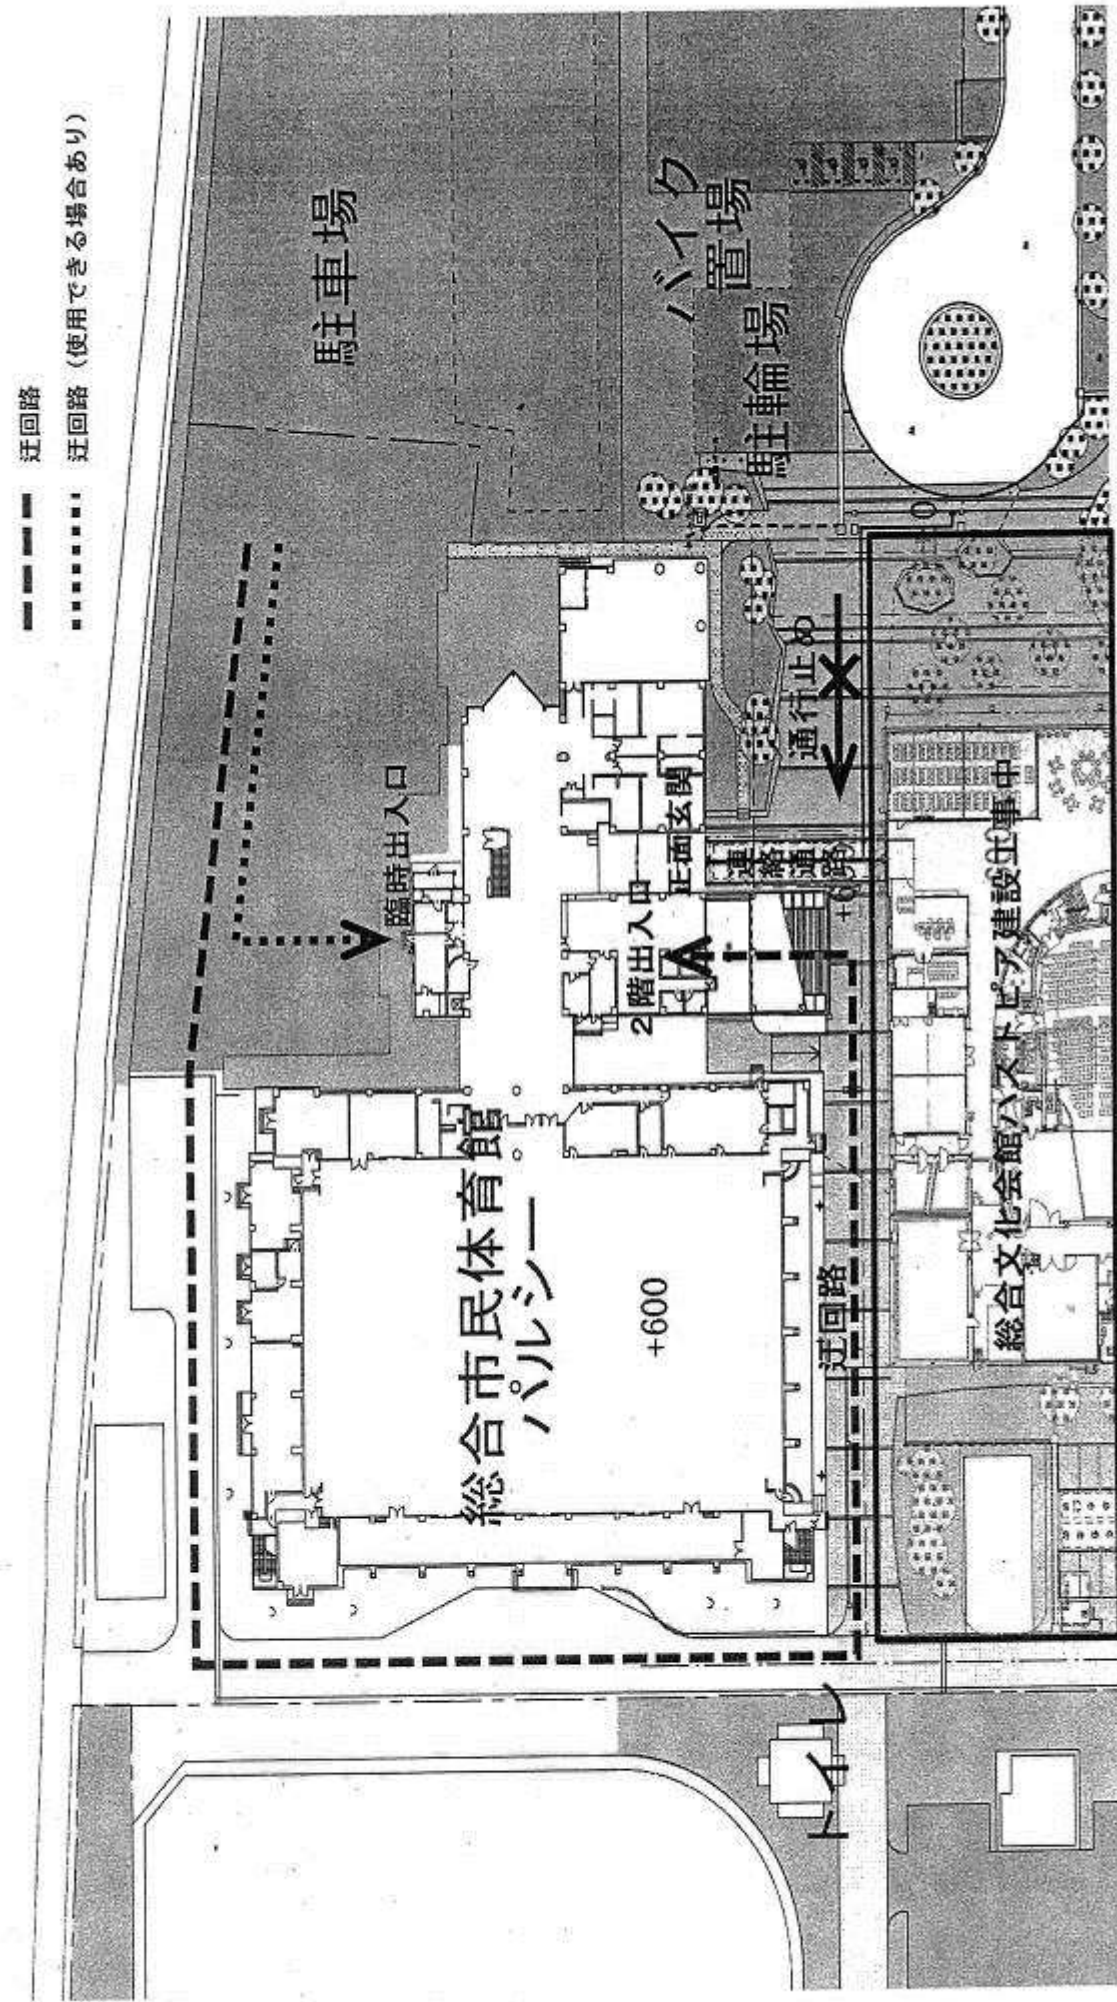 迂回路
迂回路（使用できる場合あり）
駐車場
バイク
置場
駐輪場
臨時出入口
通行止め
正面玄関
連絡通路
2階出入口
総合市民体育館
パルシー
+600
迂回路
総合文化会館パストピア建設工事中
トイレ